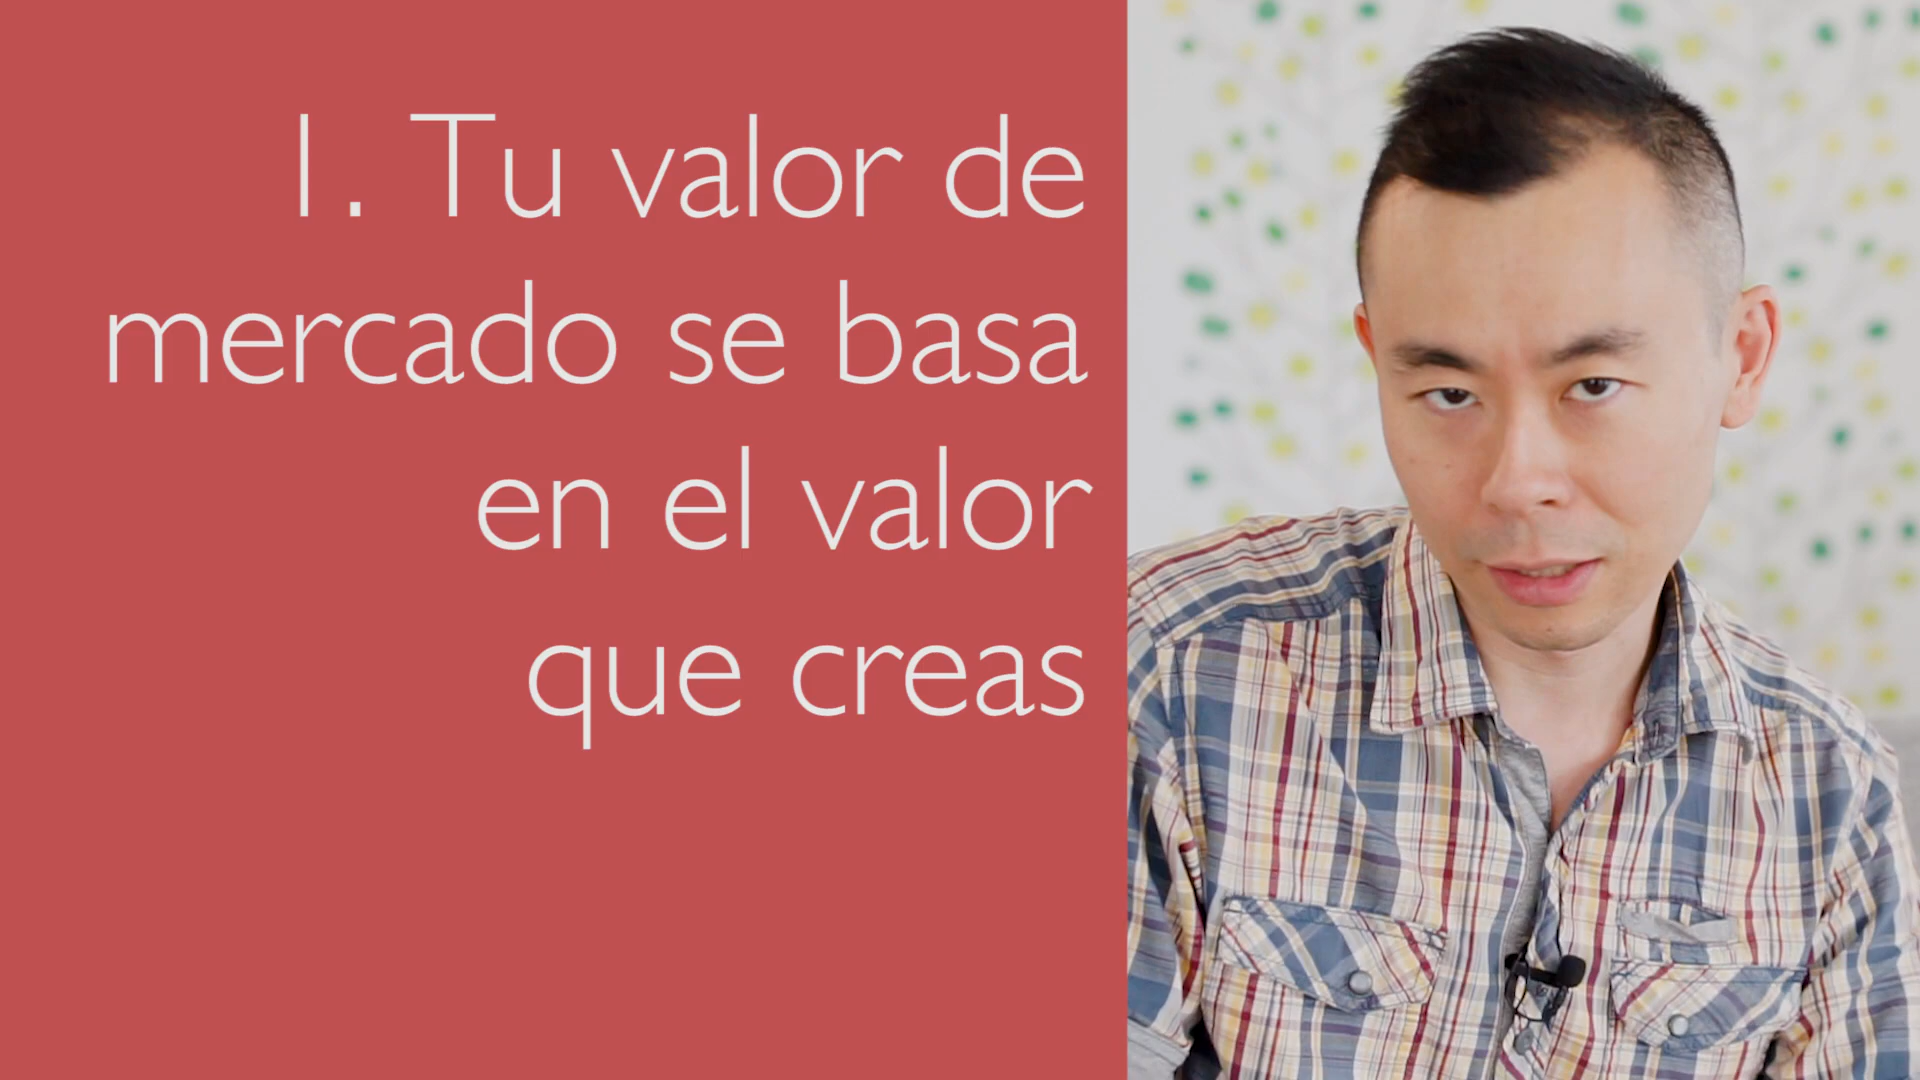 1. Tu valor de
mercado se basa
en el valor
que creas